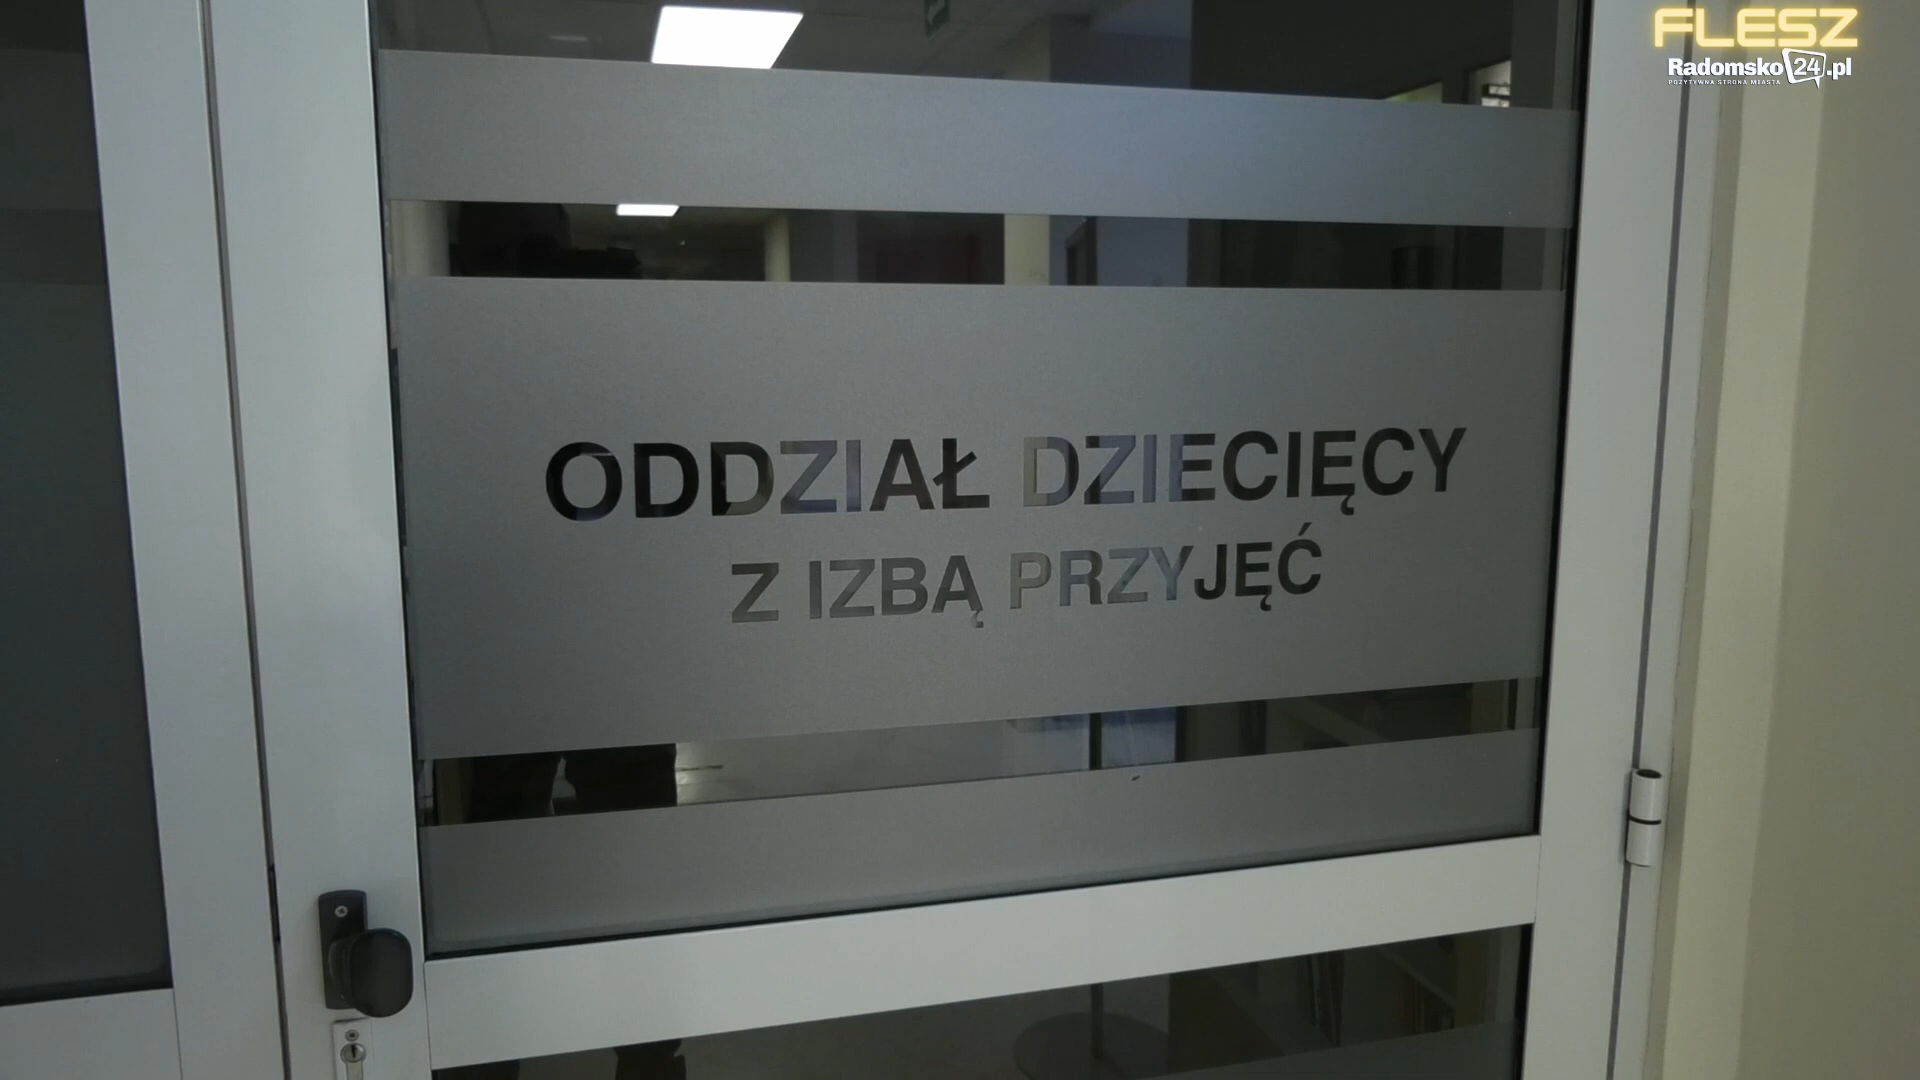 FLESZ
Radomsko24.pl
POZYTYWNA STRONA MIASTA
ODDZIAŁ DZIECIĘCY
Z IZBĄ PRZYJĘĆ